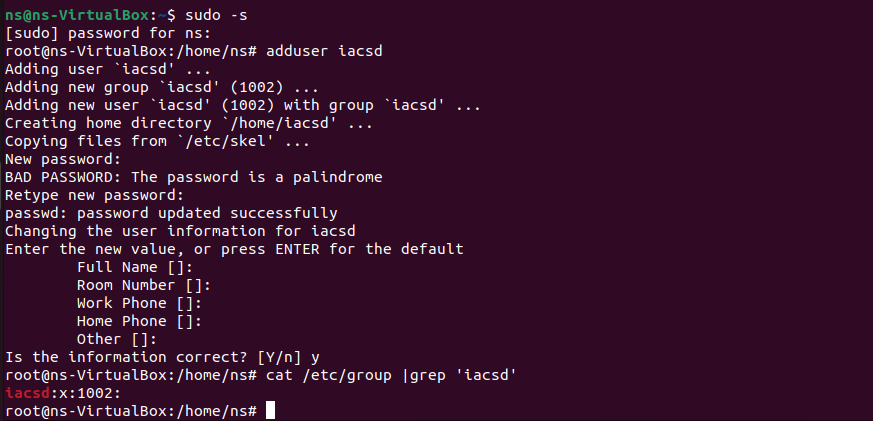 ns@ns-VirtualBox:~$ sudo -s
[sudo] password for ns:
root@ns-VirtualBox:/home/ns# adduser iacsd
Adding user `iacsd' ...
Adding new group `iacsd' (1002) ...
Adding new user `iacsd' (1002) with group `iacsd' ...
Creating home directory `/home/iacsd' ...
Copying files from `/etc/skel' ...
New password:
BAD PASSWORD: The password is a palindrome
Retype new password:
passwd: password updated successfully
Changing the user information for iacsd
Enter the new value, or press ENTER for the default
        Full Name []:
        Room Number []:
        Work Phone []:
        Home Phone []:
        Other []:
Is the information correct? [Y/n] y
root@ns-VirtualBox:/home/ns# cat /etc/group |grep 'iacsd'
iacsd:x:1002:
root@ns-VirtualBox:/home/ns#